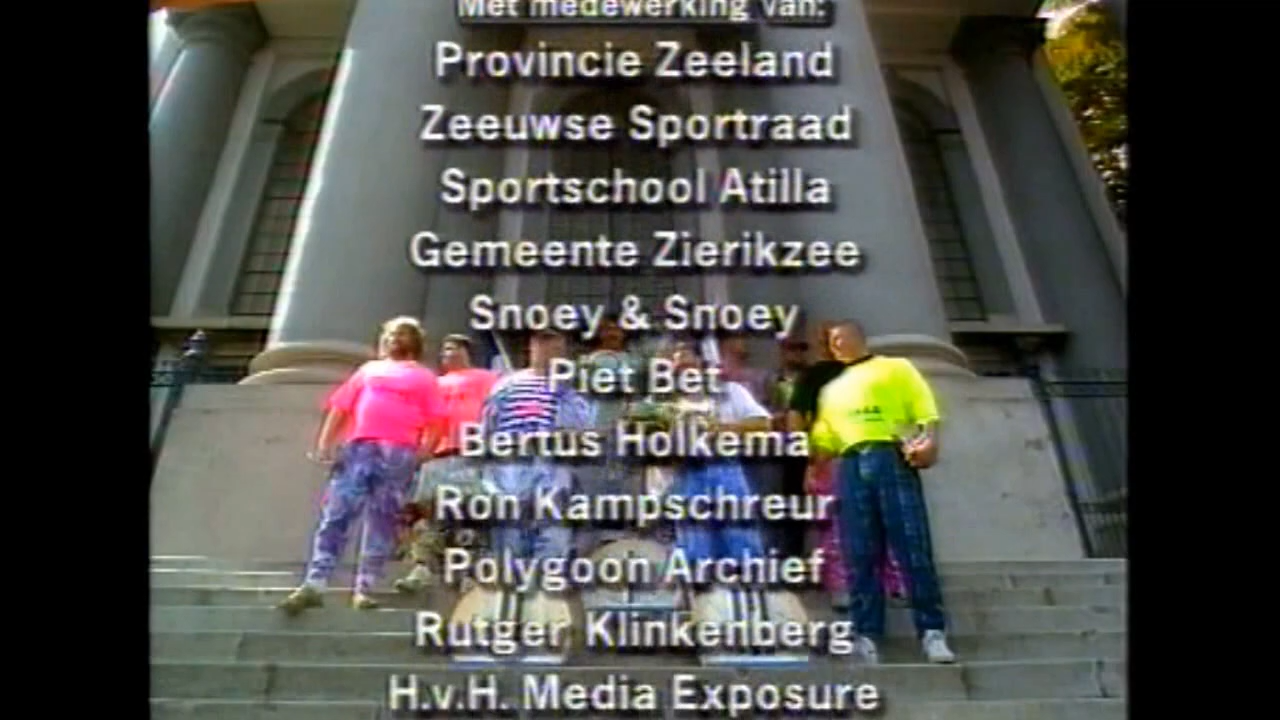 Met medewerking van:
Provincie Zeeland
Zeeuwse Sportraad
Sportschool Atilla
Gemeente Zierikzee
Snoey & Snoey
Piet Bet
Bertus Holkema
Ron Kampschreur
Polygoon Archief
Rutger Klinkenberg
H.v.H. Media Exposure